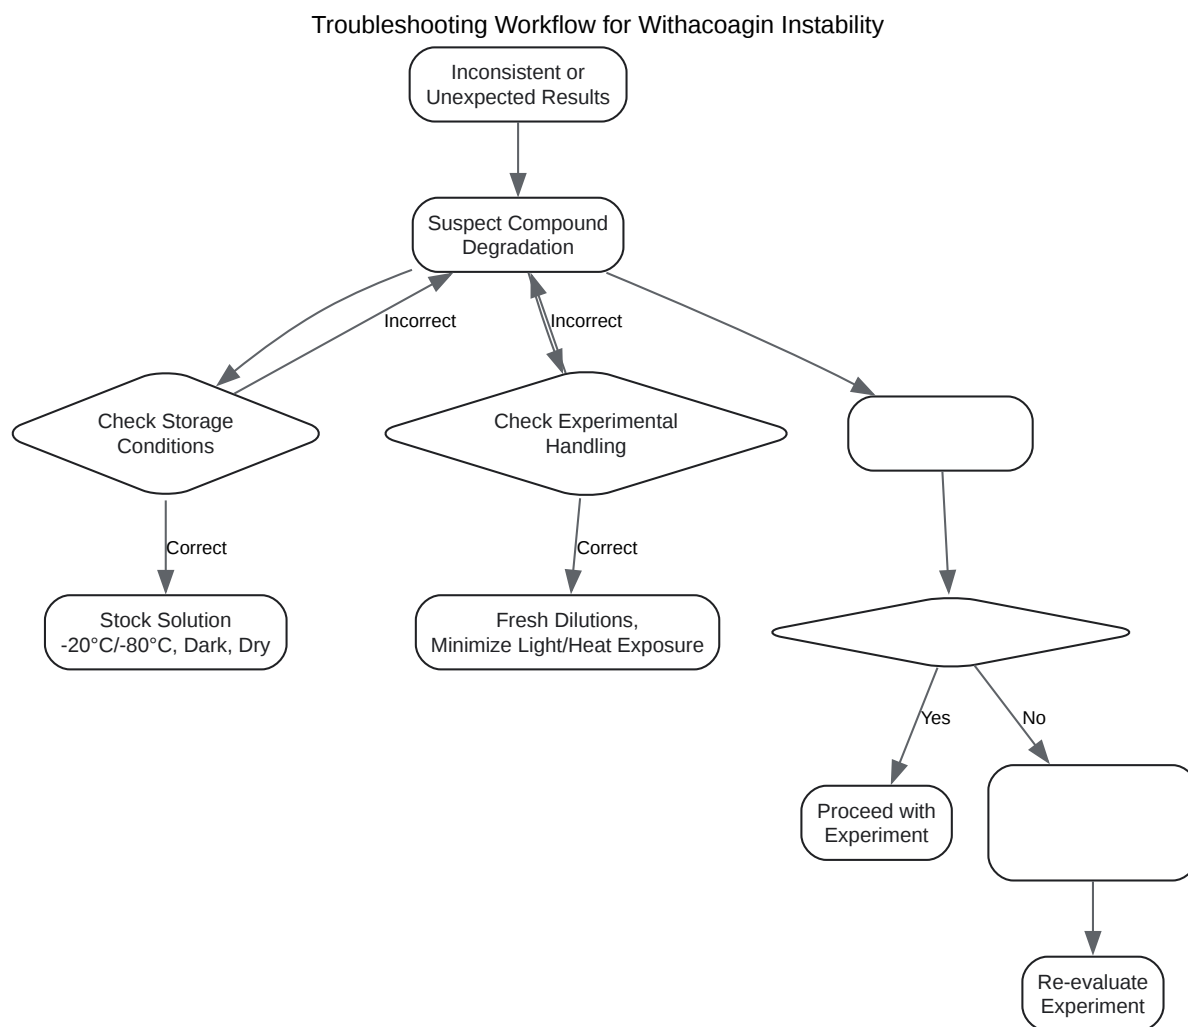 Troubleshooting Workflow for Withacoagin Instability
Inconsistent or
Unexpected Results
Suspect Compound
Degradation
Incorrect
Incorrect
Check Storage
Conditions
Check Experimental
Handling
Correct
Correct
Stock Solution
-20°C/-80°C, Dark, Dry
Fresh Dilutions,
Minimize Light/Heat Exposure
Yes
No
Proceed with
Experiment
Re-evaluate
Experiment